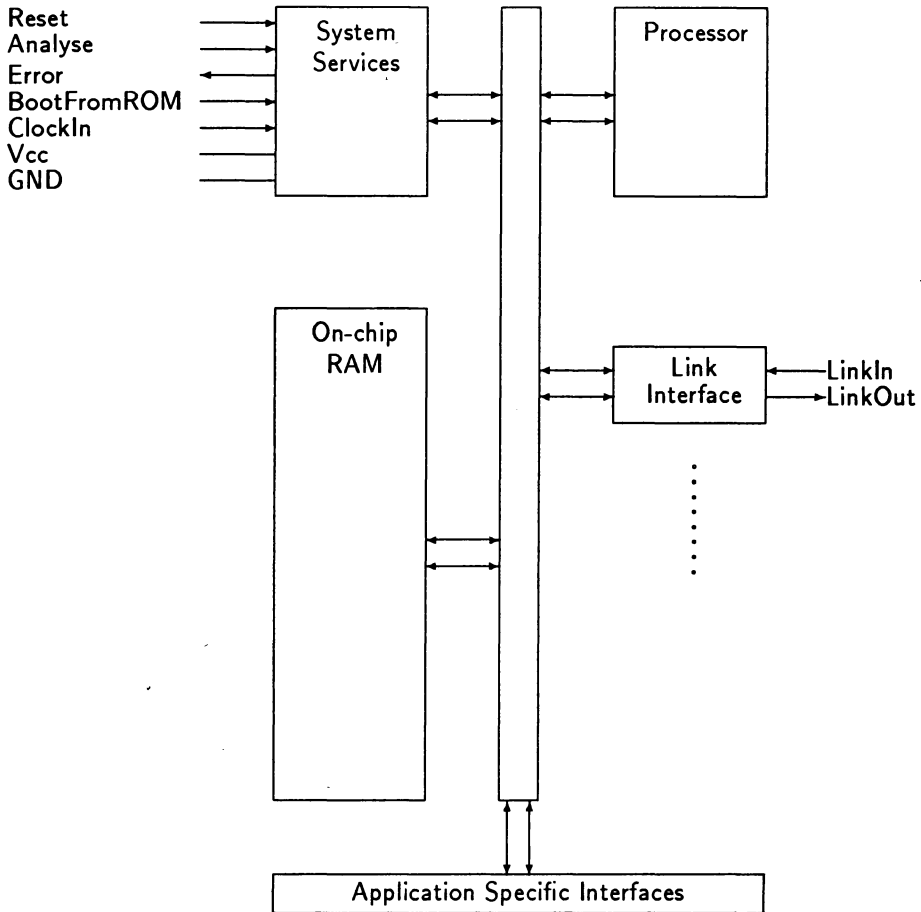 Reset
Analyse
Error
BootFromROM
ClockIn
Vcc
GND
System
Services
Processor
On-chip
RAM
Link
Interface
LinkIn
LinkOut
Application Specific Interfaces